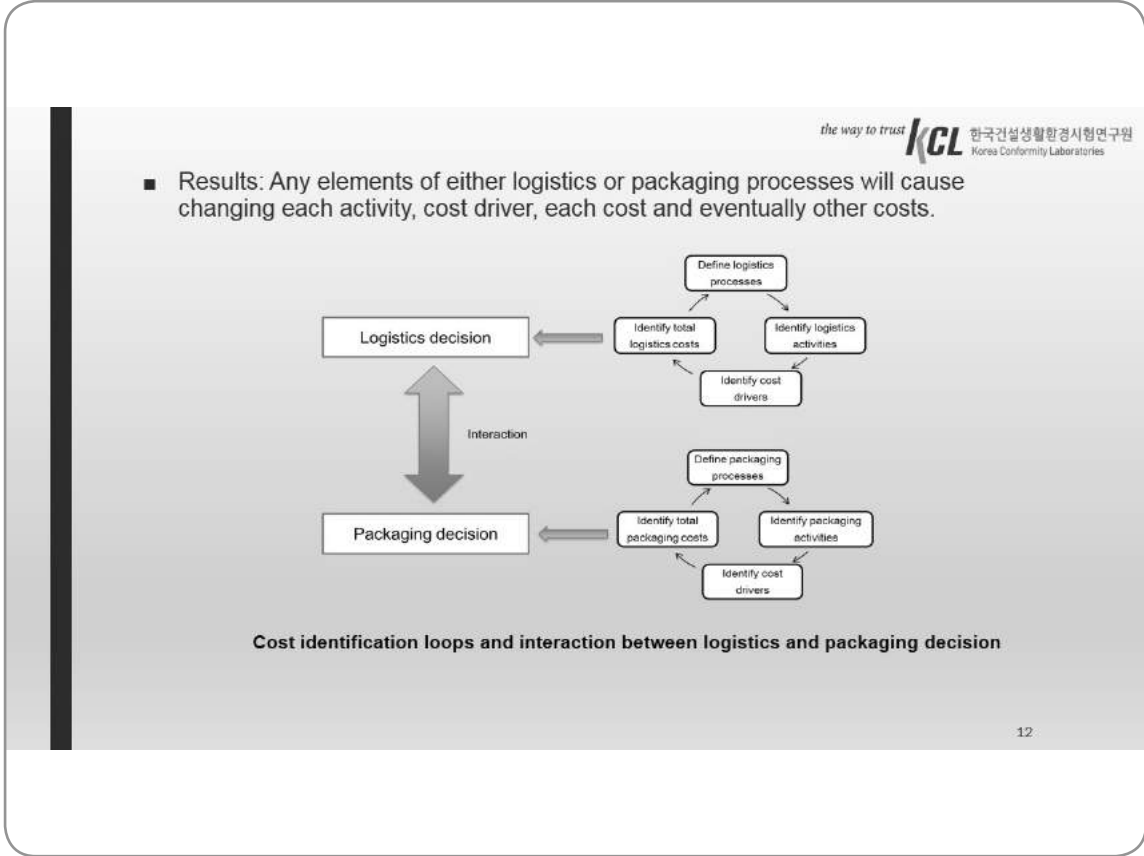 the way to trust KCL 한국건설생활환경시험연구원
Korea Conformity Laboratories
■ Results: Any elements of either logistics or packaging processes will cause
changing each activity, cost driver, each cost and eventually other costs.
Define logistics
processes
Logistics decision
Identify total
logistics costs
Identify logistics
activities
Identify cost
drivers
Interaction
Define packaging
processes
Packaging decision
Identify total
packaging costs
Identify packaging
activities
Identify cost
drivers
Cost identification loops and interaction between logistics and packaging decision
12